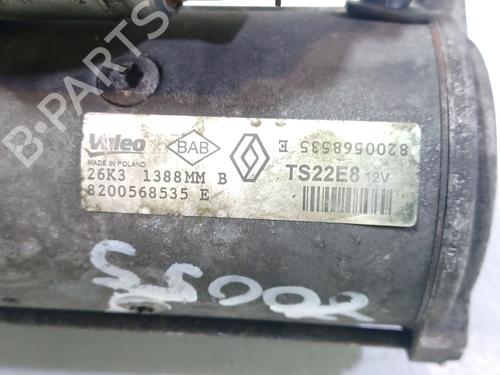 B-PARTS
Valeo
BAB
MADE IN POLAND
26K3 1388MM B
8200568535 E
8200568535 E
TS22E8 12V